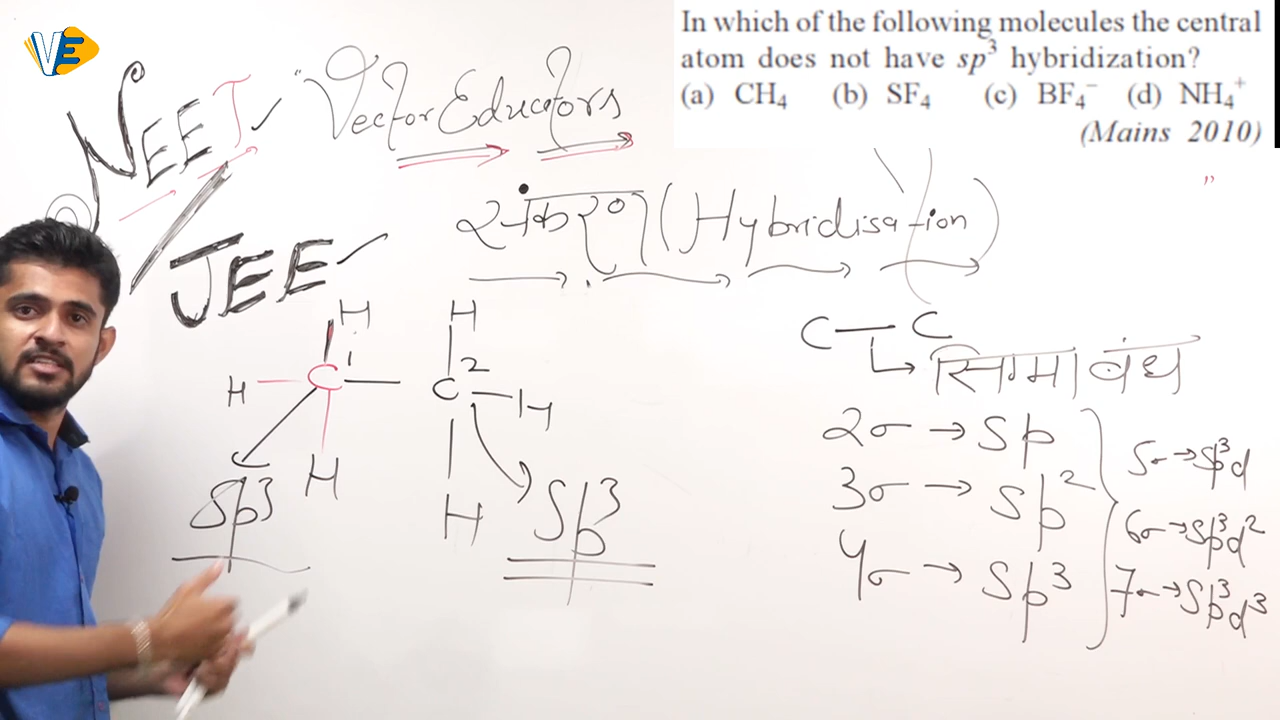 VE
In which of the following molecules the central
atom does not have sp³ hybridization?
(a) CH₄ (b) SF₄ (c) BF₄⁻ (d) NH₄⁺
(Mains 2010)
NEET ✓
" Vector Educators "
JEE ✓
संकरण (Hybridisation)
C — C
सिग्मा बंध
H H
H C¹ — C² — H
H H
sp³ sp³
2σ → sp
3σ → sp²
4σ → sp³
5σ → sp³d
6σ → sp³d²
7σ → sp³d³